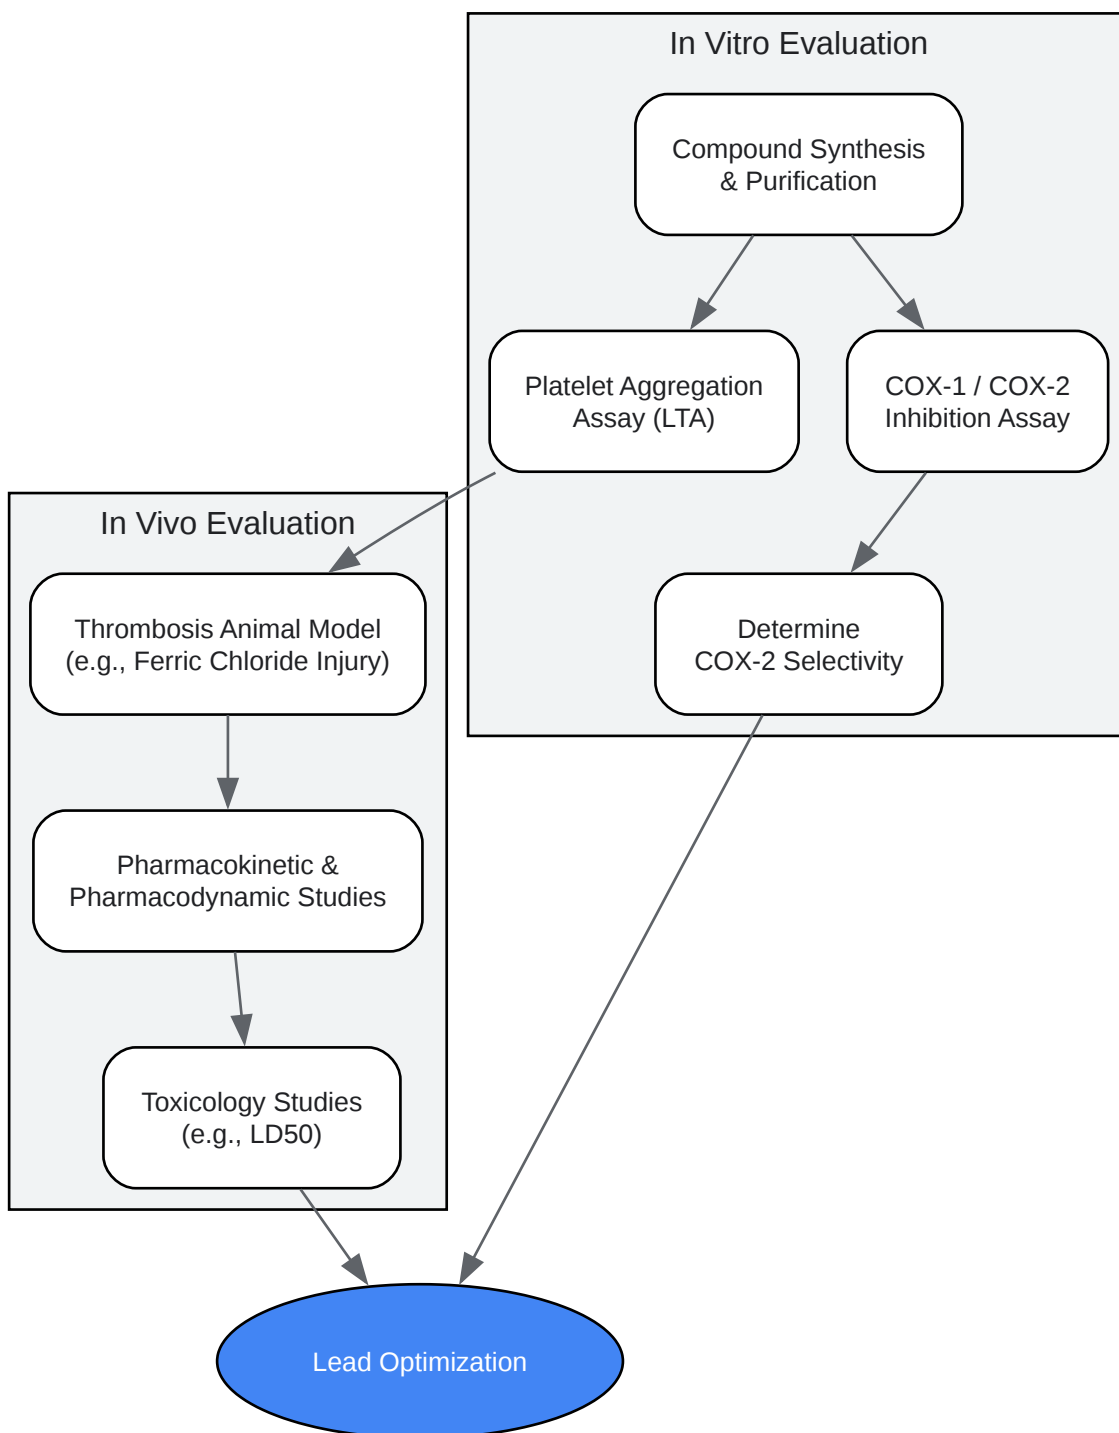 In Vitro Evaluation
Compound Synthesis
& Purification
Platelet Aggregation
Assay (LTA)
COX-1 / COX-2
Inhibition Assay
In Vivo Evaluation
Thrombosis Animal Model
(e.g., Ferric Chloride Injury)
Determine
COX-2 Selectivity
Pharmacokinetic &
Pharmacodynamic Studies
Toxicology Studies
(e.g., LD50)
Lead Optimization